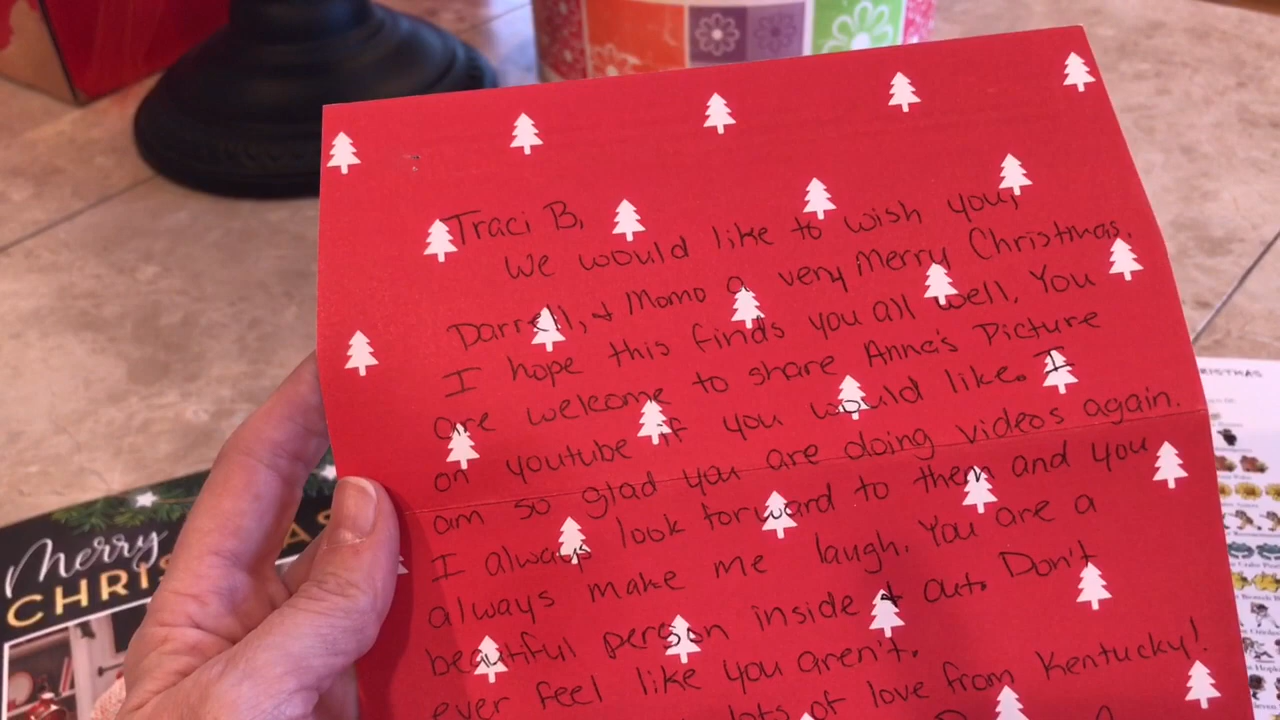 Traci B,
We would like to wish you,
Darrell, & Momo a very Merry Christmas.
I hope this finds you all well. You
are welcome to share Anna's Picture
on youtube if you would like. I
am so glad you are doing videos again.
I always look forward to them and you
always make me laugh. You are a
beautiful person inside & out. Don't
ever feel like you aren't.
lots of love from Kentucky!
Merry
CHRIS